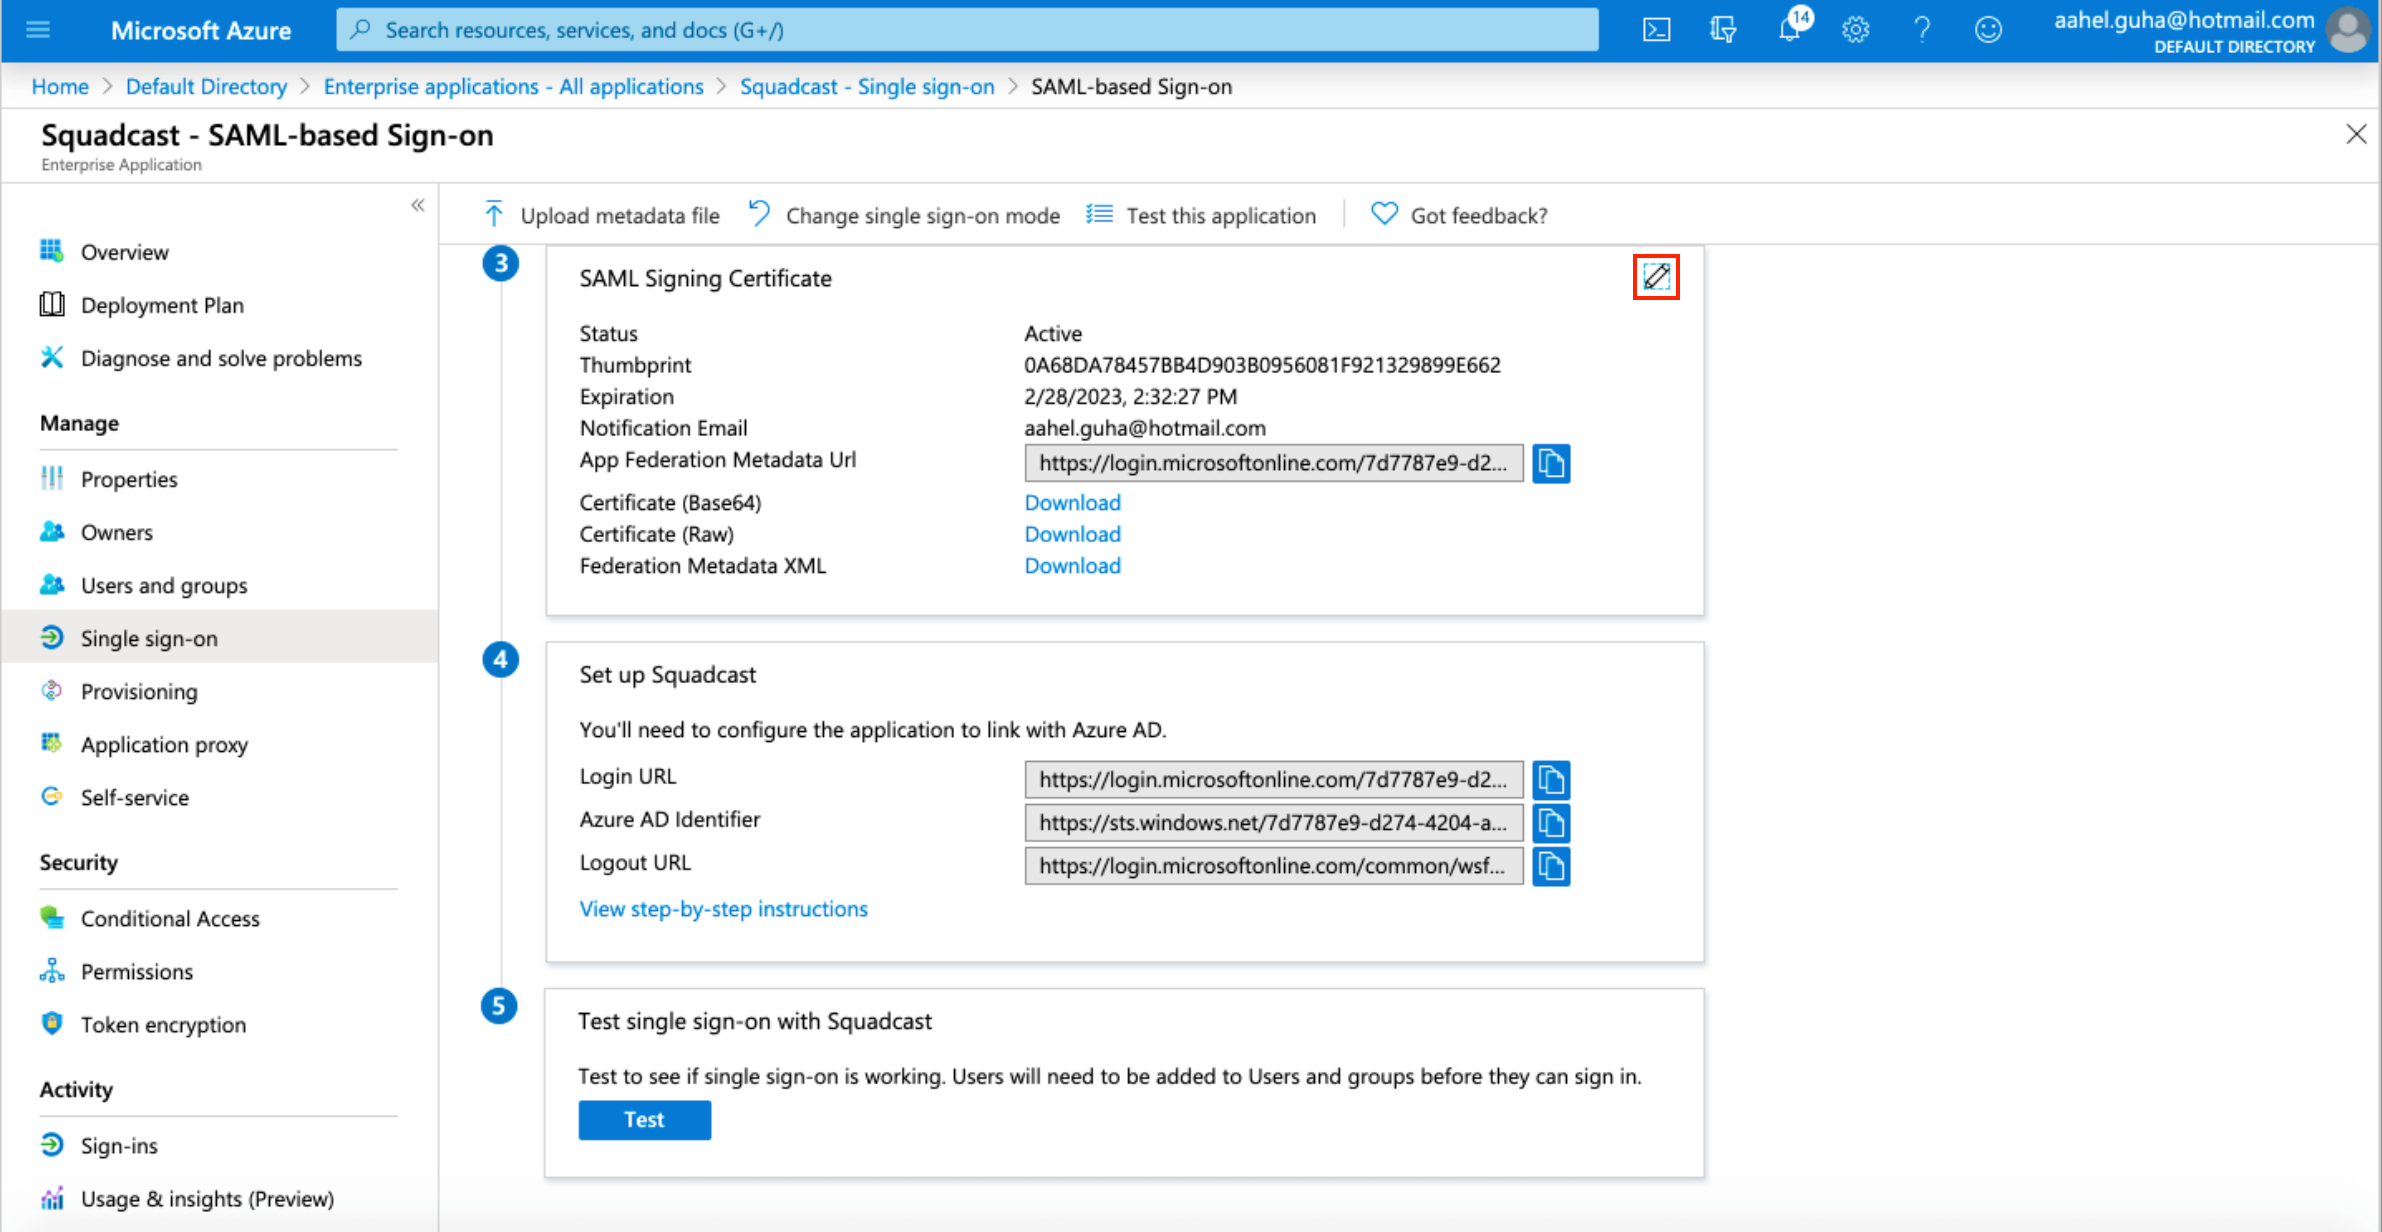 Microsoft Azure
Search resources, services, and docs (G+/)
14
aahel.guha@hotmail.com
DEFAULT DIRECTORY
Home > Default Directory > Enterprise applications - All applications > Squadcast - Single sign-on > SAML-based Sign-on
Squadcast - SAML-based Sign-on
Enterprise Application
«
Overview
Deployment Plan
Diagnose and solve problems
Manage
Properties
Owners
Users and groups
Single sign-on
Provisioning
Application proxy
Self-service
Security
Conditional Access
Permissions
Token encryption
Activity
Sign-ins
Usage & insights (Preview)
Upload metadata file
Change single sign-on mode
Test this application
Got feedback?
3
SAML Signing Certificate
Status Active
Thumbprint 0A68DA78457BB4D903B0956081F921329899E662
Expiration 2/28/2023, 2:32:27 PM
Notification Email aahel.guha@hotmail.com
App Federation Metadata Url https://login.microsoftonline.com/7d7787e9-d2...
Certificate (Base64) Download
Certificate (Raw) Download
Federation Metadata XML Download
4
Set up Squadcast
You'll need to configure the application to link with Azure AD.
Login URL https://login.microsoftonline.com/7d7787e9-d2...
Azure AD Identifier https://sts.windows.net/7d7787e9-d274-4204-a...
Logout URL https://login.microsoftonline.com/common/wsf...
View step-by-step instructions
5
Test single sign-on with Squadcast
Test to see if single sign-on is working. Users will need to be added to Users and groups before they can sign in.
Test